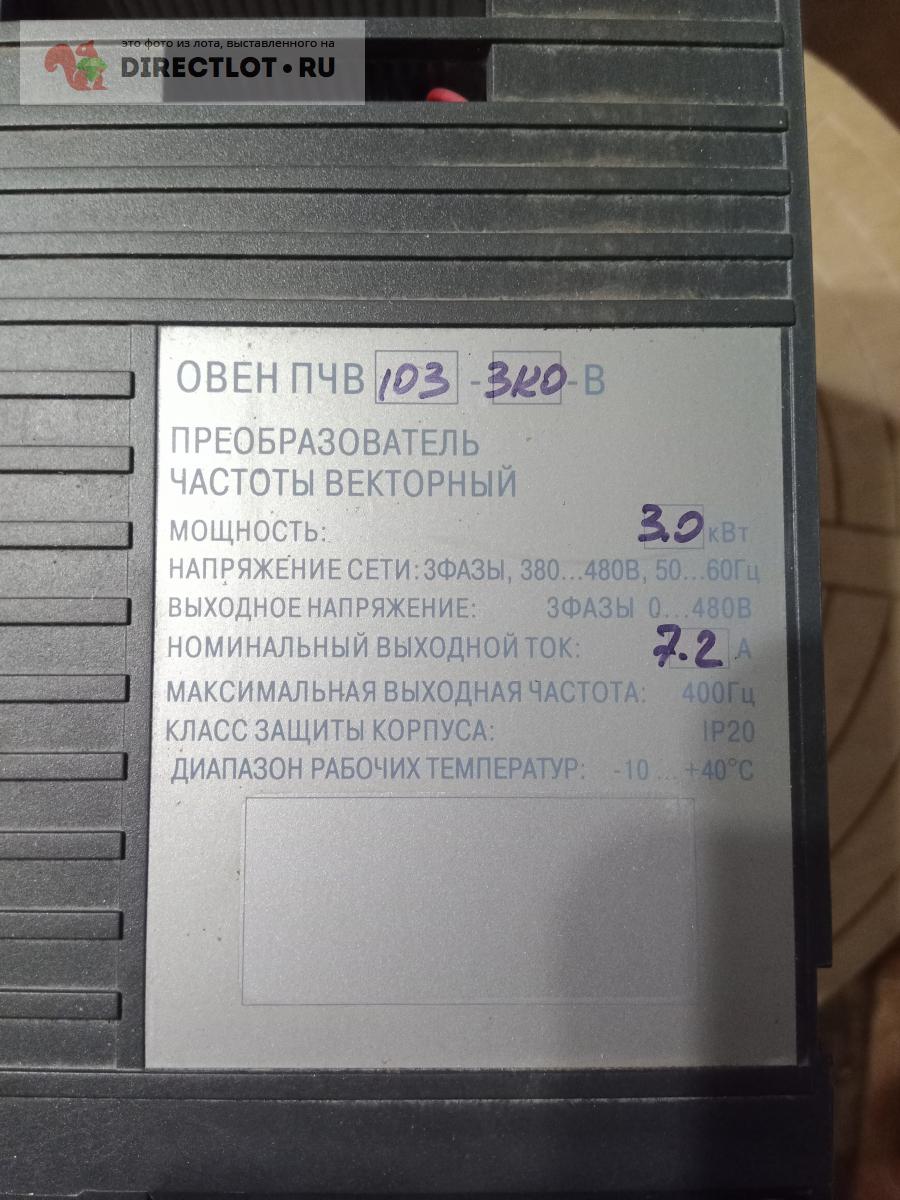 это фото из лота, выставленного на
DIRECTLOT•RU
ОВЕН ПЧВ 103 - 3К0 - В
ПРЕОБРАЗОВАТЕЛЬ
ЧАСТОТЫ ВЕКТОРНЫЙ
МОЩНОСТЬ: 3.0 кВт
НАПРЯЖЕНИЕ СЕТИ: 3ФАЗЫ, 380...480В, 50...60Гц
ВЫХОДНОЕ НАПРЯЖЕНИЕ: 3ФАЗЫ 0...480В
НОМИНАЛЬНЫЙ ВЫХОДНОЙ ТОК: 7.2 А
МАКСИМАЛЬНАЯ ВЫХОДНАЯ ЧАСТОТА: 400Гц
КЛАСС ЗАЩИТЫ КОРПУСА: IP20
ДИАПАЗОН РАБОЧИХ ТЕМПЕРАТУР: -10...+40°С